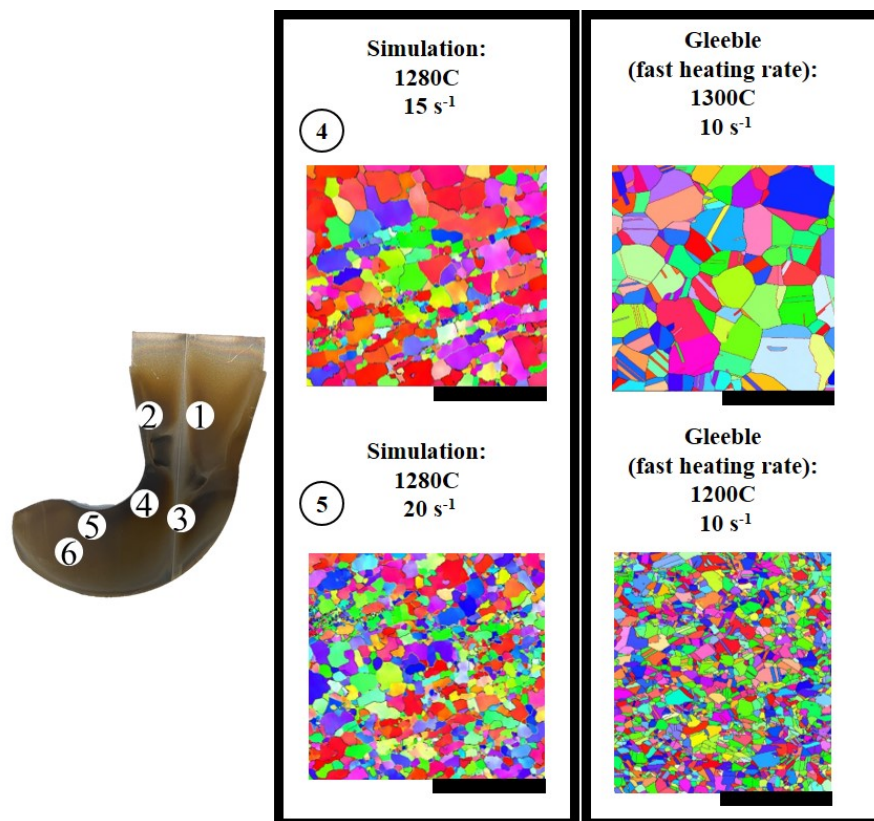 Simulation:
1280C
15 s-1
4
Gleeble
(fast heating rate):
1300C
10 s-1
2
1
4
3
5
6
Simulation:
1280C
20 s-1
5
Gleeble
(fast heating rate):
1200C
10 s-1